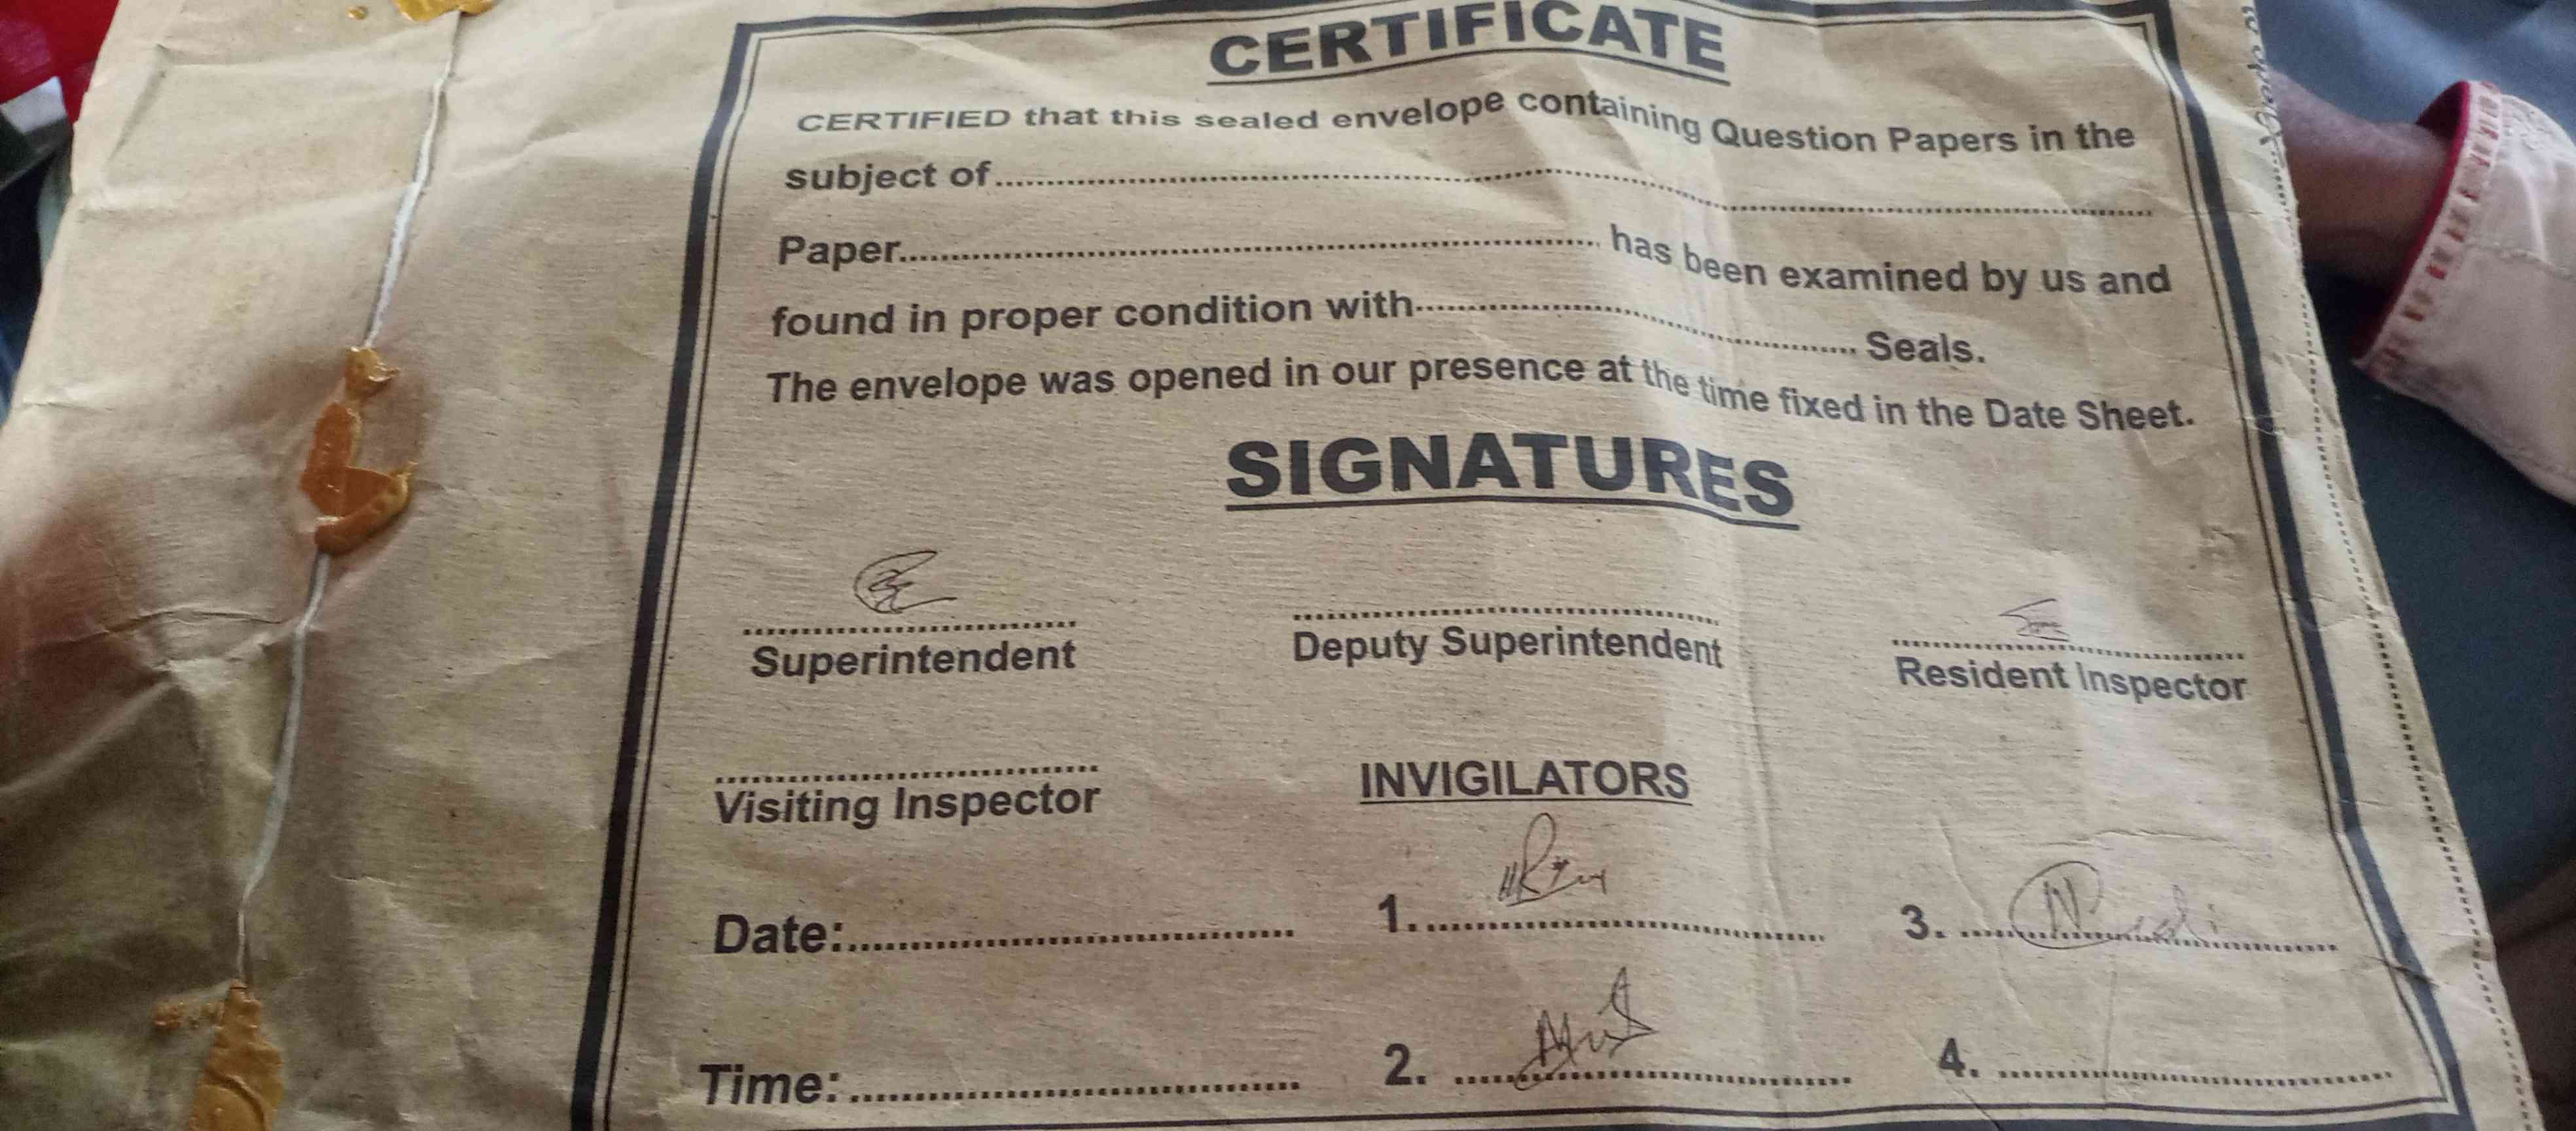 CERTIFICATE
CERTIFIED that this sealed envelope containing Question Papers in the
subject of
Paper has been examined by us and
found in proper condition with Seals.
The envelope was opened in our presence at the time fixed in the Date Sheet.
SIGNATURES
Superintendent Deputy Superintendent Resident Inspector
Visiting Inspector INVIGILATORS
Date: 1. 3.
Time: 2. 4.